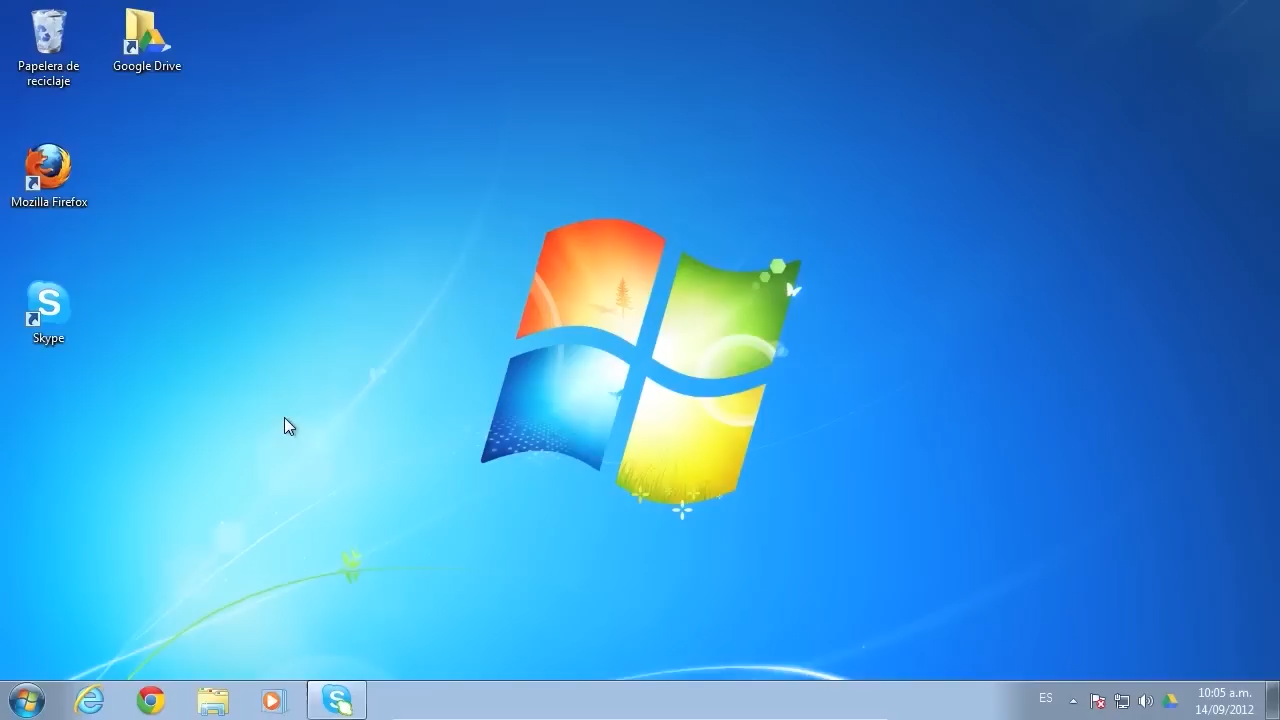 Papelera de
reciclaje
Google Drive
Mozilla Firefox
Skype
ES
10:05 a.m.
14/09/2012